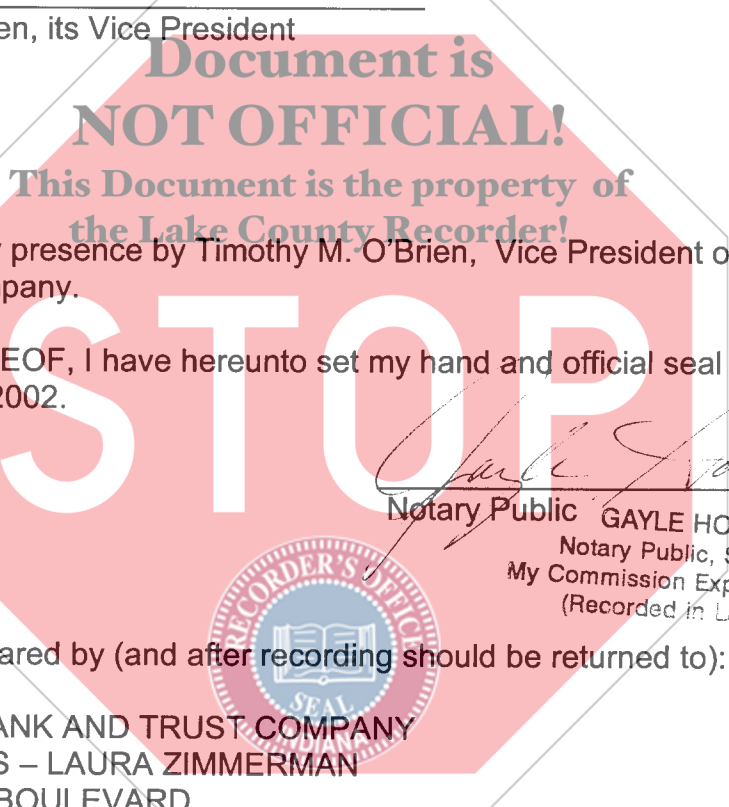 en, its Vice President
Document is
NOT OFFICIAL!
This Document is the property of
the Lake County Recorder!
presence by Timothy M. O'Brien, Vice President o
pany.
STOP
EOF, I have hereunto set my hand and official seal
2002.
Notary Public GAYLE HO
Notary Public, S
My Commission Exp
(Recorded in L
RECORDER'S OFFICE
SEAL
INDIANA
ared by (and after recording should be returned to):
ANK AND TRUST COMPANY
S – LAURA ZIMMERMAN
BOULEVARD